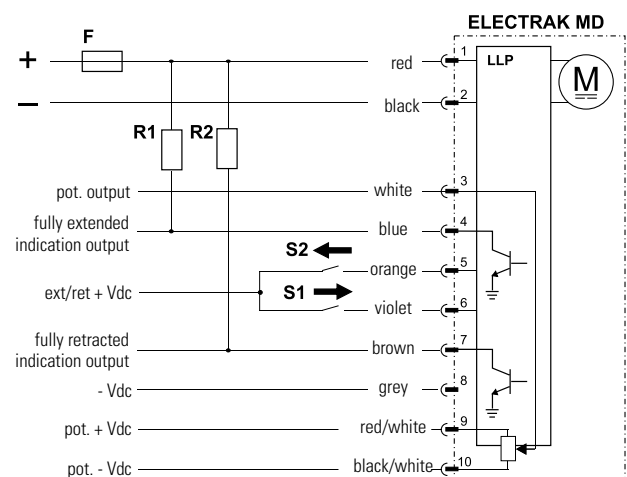 ELECTRAK MD
F
+ red 1 LLP
M
− black 2
R1 R2
pot. output white 3
fully extended
indication output
blue 4
S2
orange 5
ext/ret + Vdc
S1
violet 6
fully retracted
indication output
brown 7
- Vdc grey 8
pot. + Vdc red/white 9
pot. - Vdc black/white 10